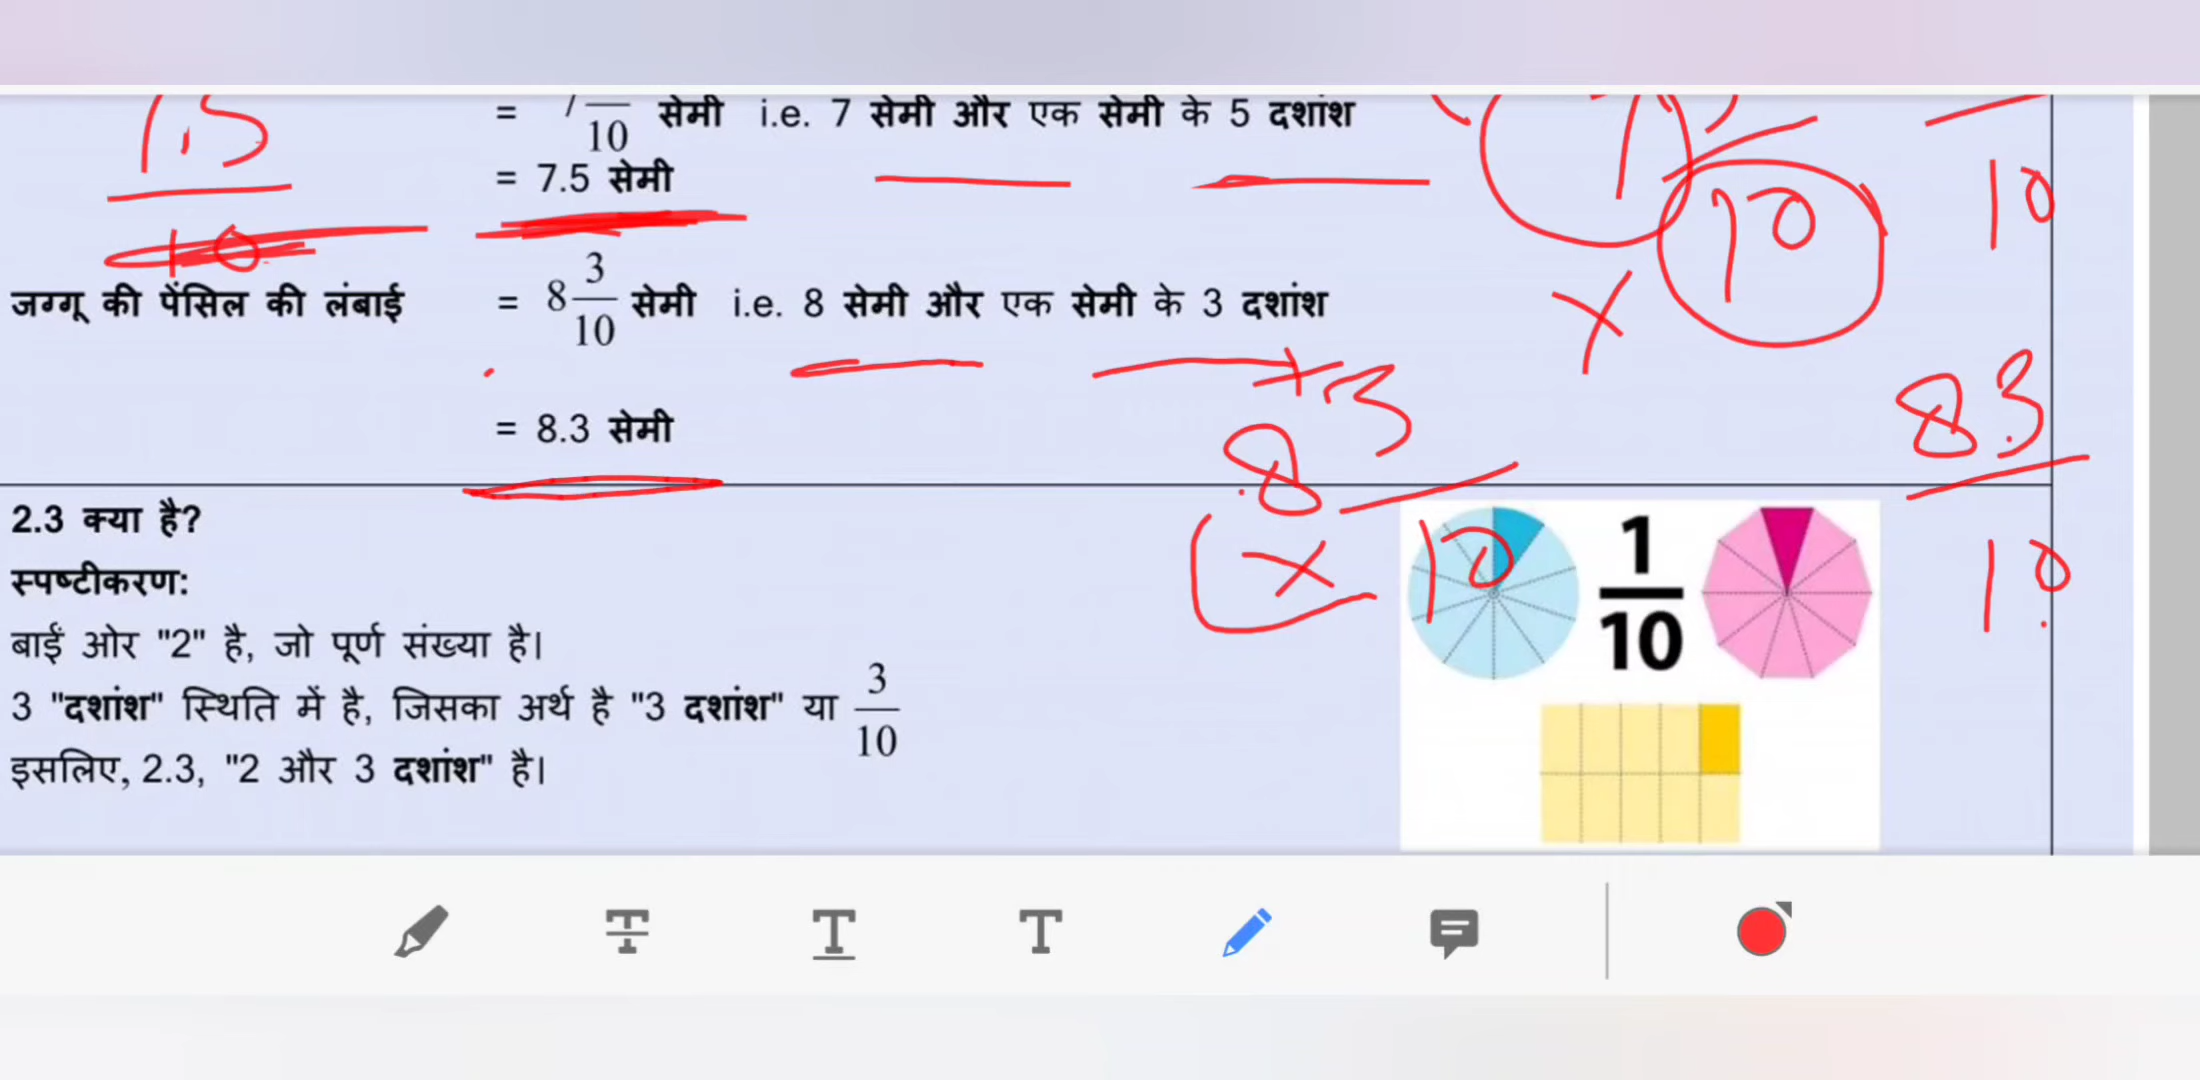 10 सेमी i.e. 7 सेमी और एक सेमी के 5 दशांश
= 7.5 सेमी
7.5
10
10
10
जग्गू की पेंसिल की लंबाई = 8 3/10 सेमी i.e. 8 सेमी और एक सेमी के 3 दशांश
+3
8
x 10
83
10
= 8.3 सेमी
2.3 क्या है?
स्पष्टीकरण:
बाईं ओर "2" है, जो पूर्ण संख्या है।
3 "दशांश" स्थिति में है, जिसका अर्थ है "3 दशांश" या 3/10
इसलिए, 2.3, "2 और 3 दशांश" है।
1
10